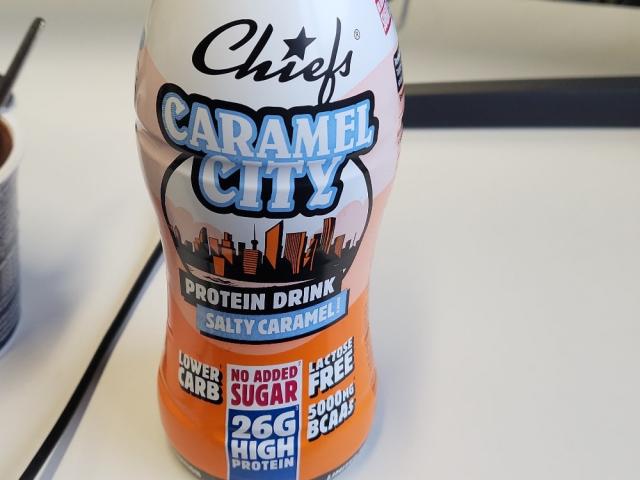 Chiefs®
CARAMEL
CITY
PROTEIN DRINK
SALTY CARAMEL
LOWER
CARB
NO ADDED
SUGAR
26G
HIGH
PROTEIN
LACTOSE
FREE
5000MG
BCAAs